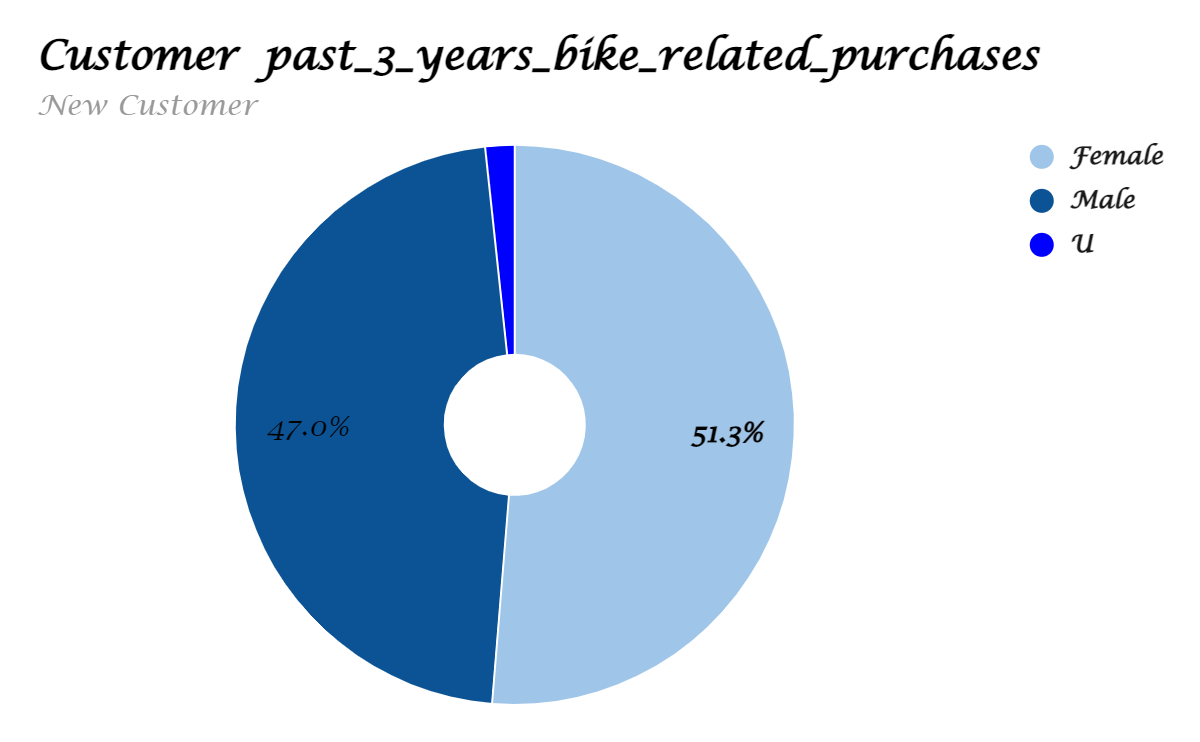 Customer past_3_years_bike_related_purchases
New Customer
Female
Male
U
47.0%
51.3%